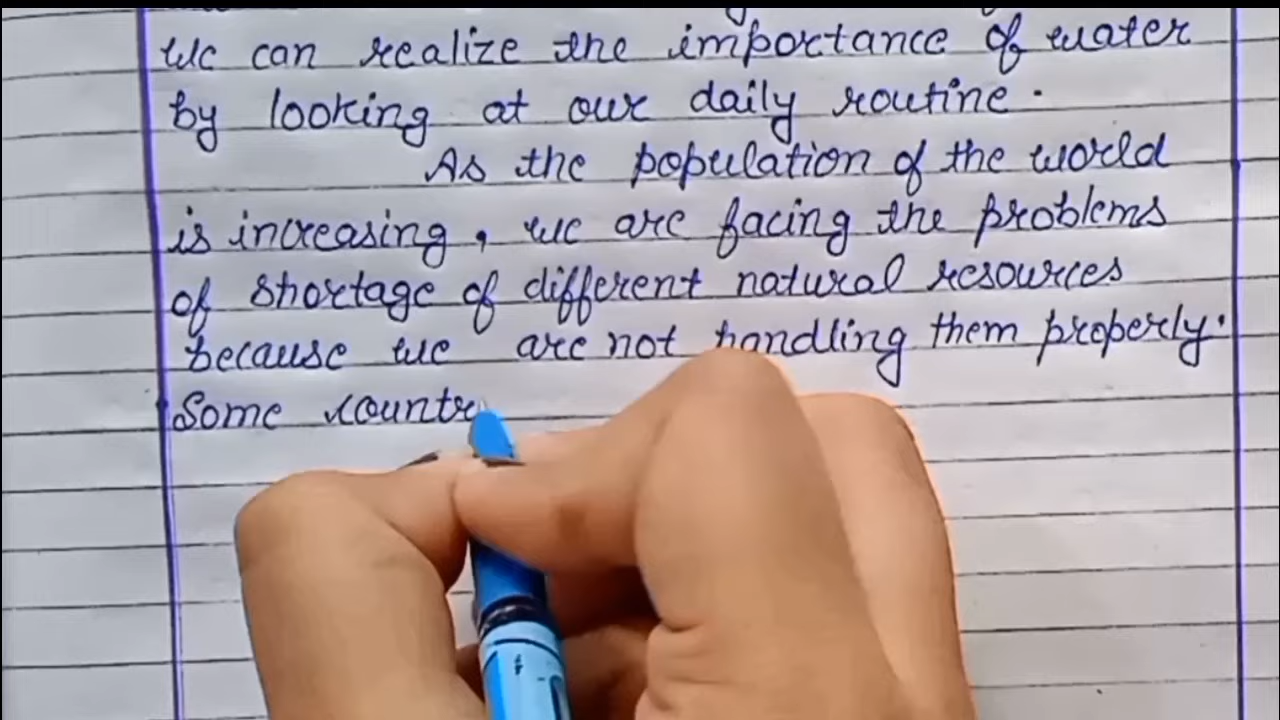 we can realize the importance of water
by looking at our daily routine.
As the population of the world
is increasing, we are facing the problems
of shortage of different natural resources
because we are not handling them properly.
Some countr